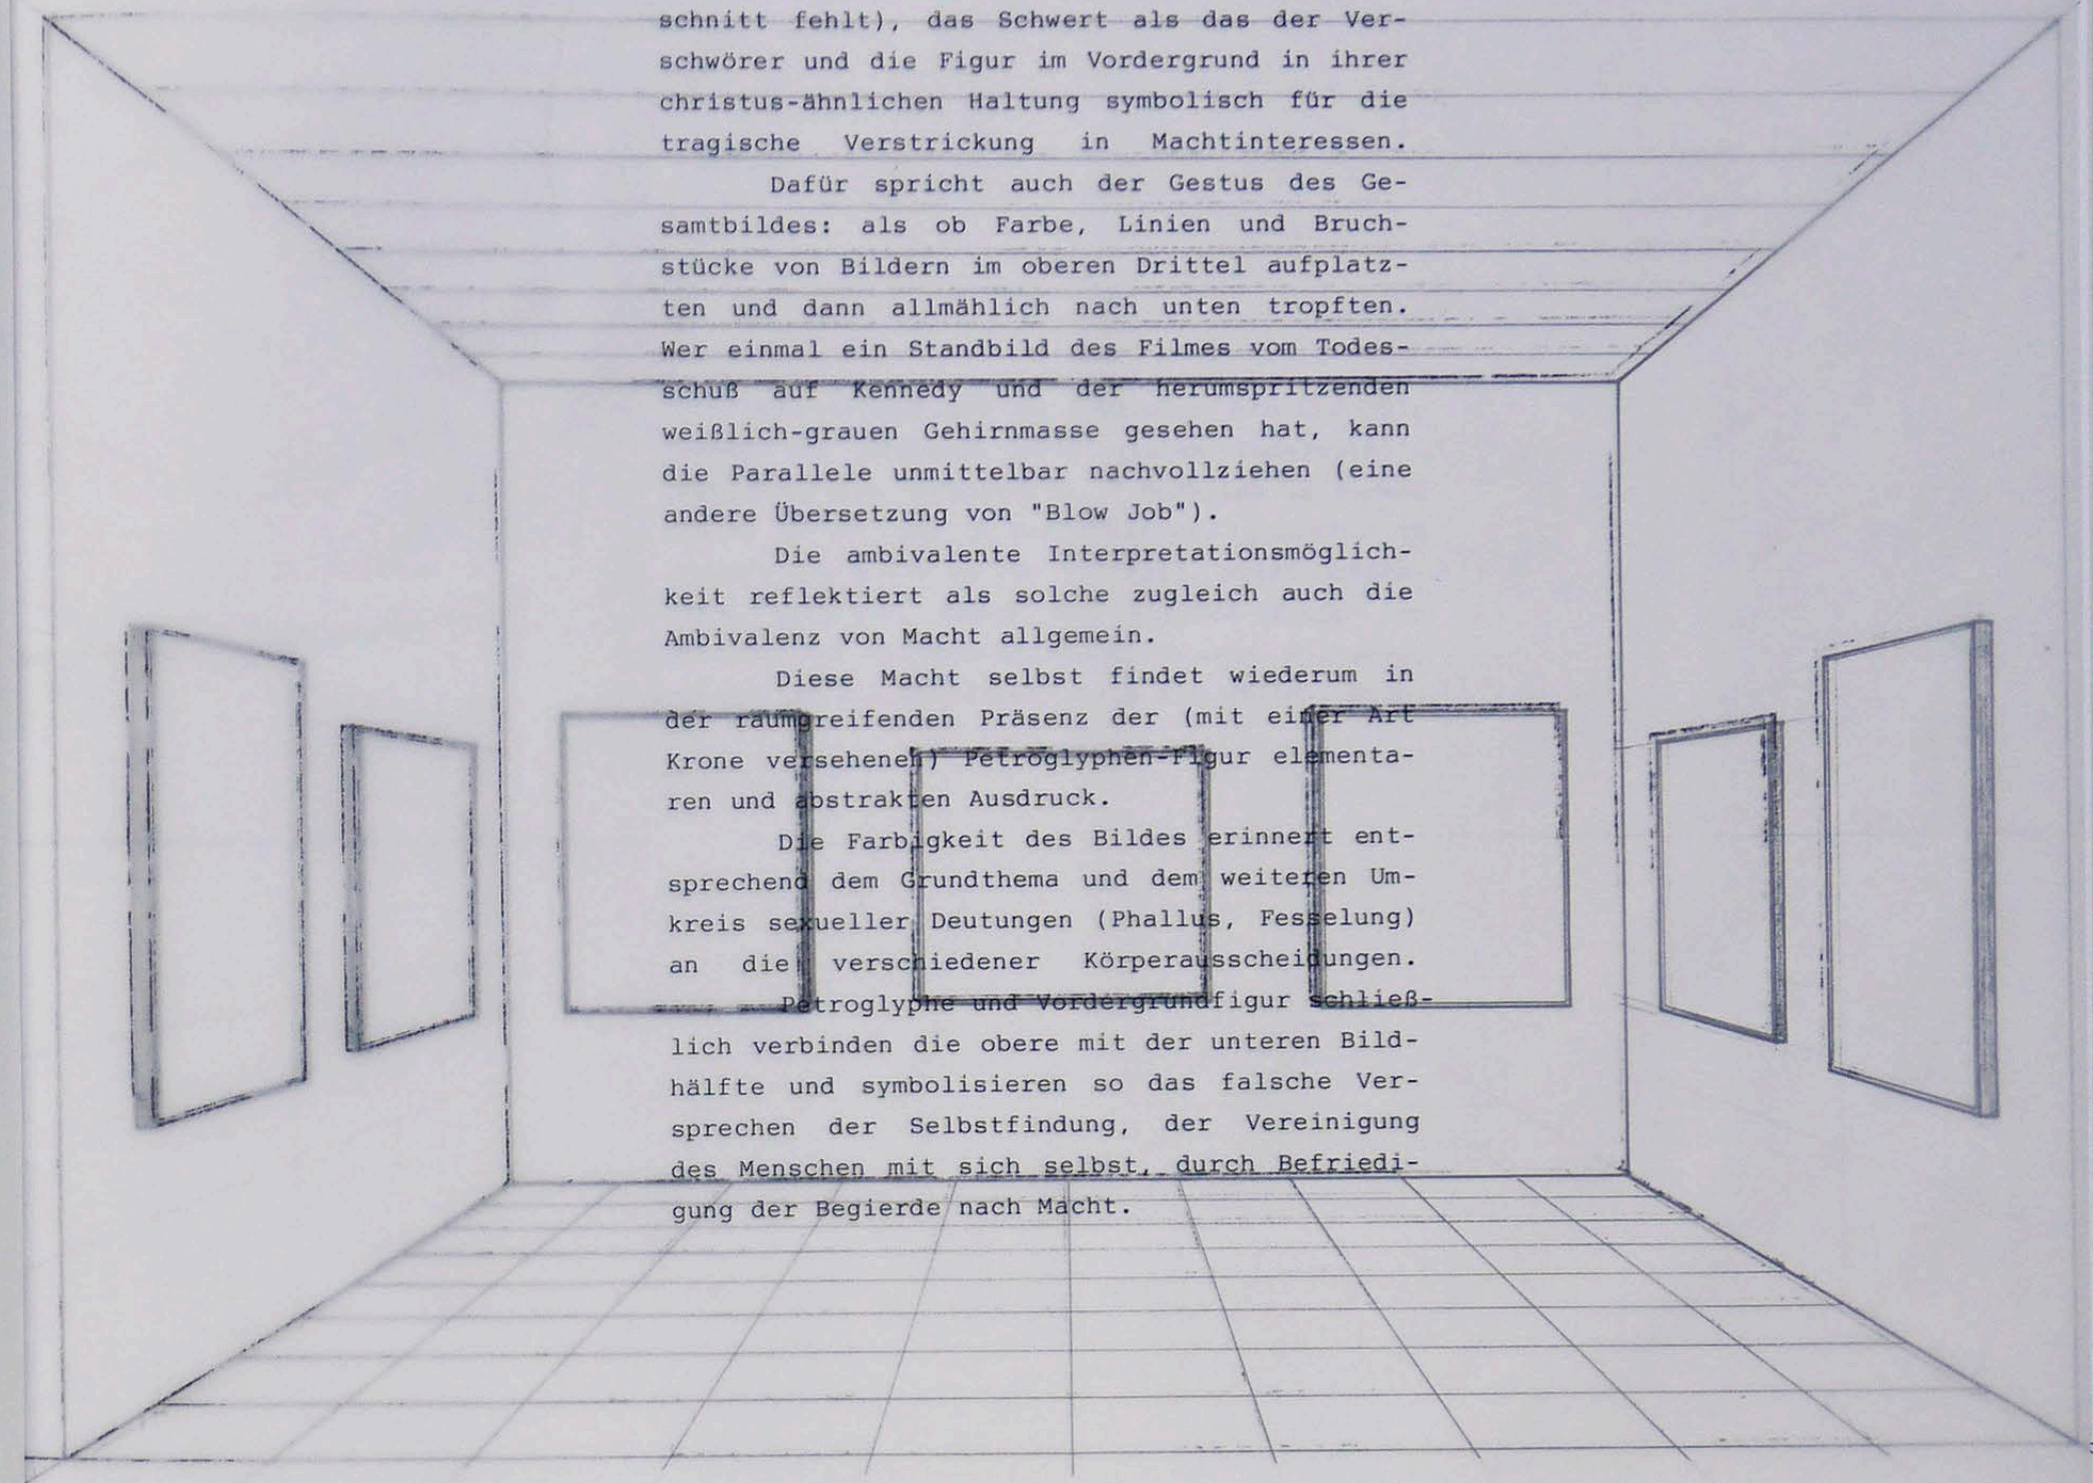 schnitt fehlt), das Schwert als das der Ver-
schwörer und die Figur im Vordergrund in ihrer
christus-ähnlichen Haltung symbolisch für die
tragische Verstrickung in Machtinteressen.
Dafür spricht auch der Gestus des Ge-
samtbildes: als ob Farbe, Linien und Bruch-
stücke von Bildern im oberen Drittel aufplatz-
ten und dann allmählich nach unten tropften.
Wer einmal ein Standbild des Filmes vom Todes-
schuß auf Kennedy und der herumspritzenden
weißlich-grauen Gehirnmasse gesehen hat, kann
die Parallele unmittelbar nachvollziehen (eine
andere Übersetzung von "Blow Job").
Die ambivalente Interpretationsmöglich-
keit reflektiert als solche zugleich auch die
Ambivalenz von Macht allgemein.
Diese Macht selbst findet wiederum in
der raumgreifenden Präsenz der (mit einer Art
Krone versehenen) Petroglyphen-Figur elementa-
ren und abstrakten Ausdruck.
Die Farbigkeit des Bildes erinnert ent-
sprechend dem Grundthema und dem weiteren Um-
kreis sexueller Deutungen (Phallus, Fesselung)
an die verschiedener Körperausscheidungen.
Petroglyphe und Vordergrundfigur schließ-
lich verbinden die obere mit der unteren Bild-
hälfte und symbolisieren so das falsche Ver-
sprechen der Selbstfindung, der Vereinigung
des Menschen mit sich selbst, durch Befriedi-
gung der Begierde nach Macht.